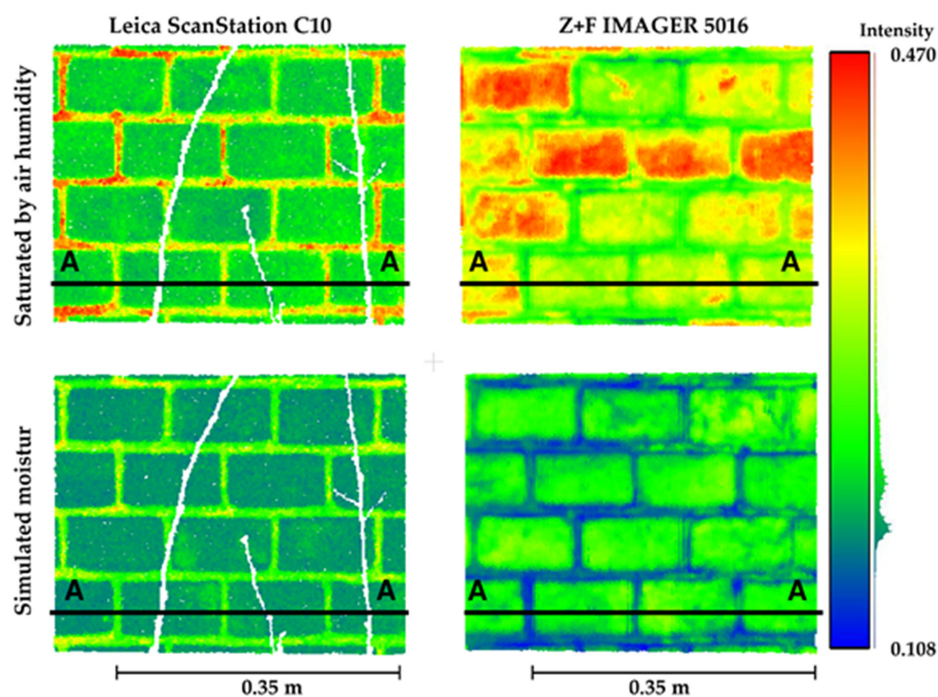 Leica ScanStation C10
Z+F IMAGER 5016
Intensity
0.470
Saturated by air humidity
A
A
A
A
Simulated moistur
A
A
A
A
0.108
0.35 m
0.35 m